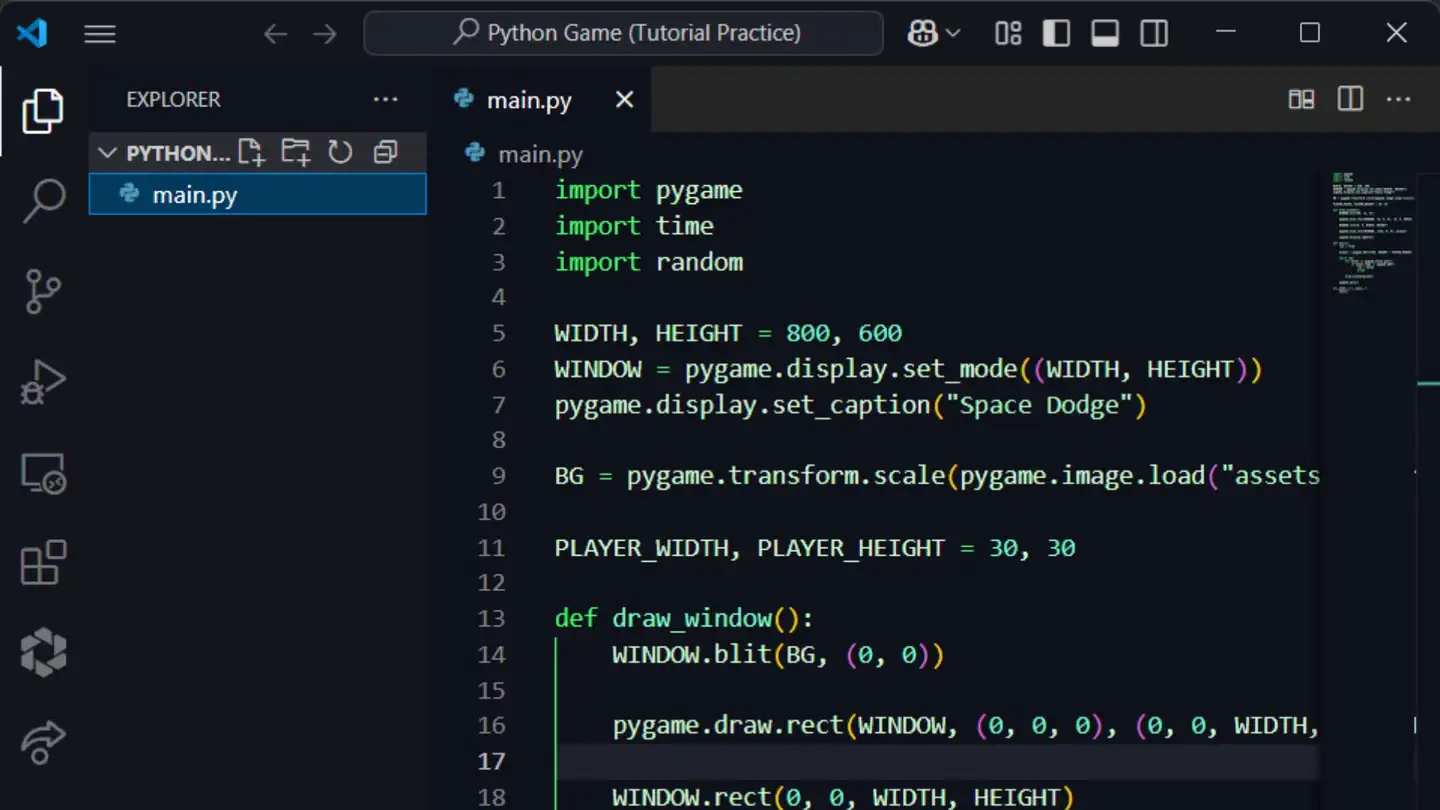 Python Game (Tutorial Practice)
EXPLORER
PYTHON...
main.py
main.py
main.py
1 import pygame
2 import time
3 import random
4
5 WIDTH, HEIGHT = 800, 600
6 WINDOW = pygame.display.set_mode((WIDTH, HEIGHT))
7 pygame.display.set_caption("Space Dodge")
8
9 BG = pygame.transform.scale(pygame.image.load("assets
10
11 PLAYER_WIDTH, PLAYER_HEIGHT = 30, 30
12
13 def draw_window():
14 WINDOW.blit(BG, (0, 0))
15
16 pygame.draw.rect(WINDOW, (0, 0, 0), (0, 0, WIDTH,
17
18 WINDOW.rect(0, 0, WIDTH, HEIGHT)